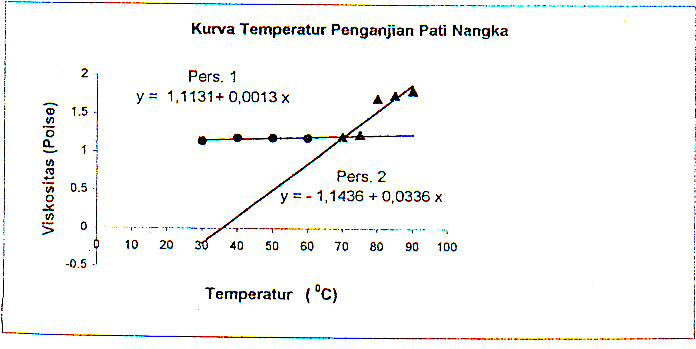 Kurva Temperatur Penganjian Pati Nangka
Viskositas (Poise)
2
1.5
1
0.5
0
-0.5
Pers. 1
y = 1,1131+ 0,0013 x
Pers. 2
y = - 1,1436 + 0,0336 x
0 10 20 30 40 50 60 70 80 90 100
Temperatur ( ⁰C)